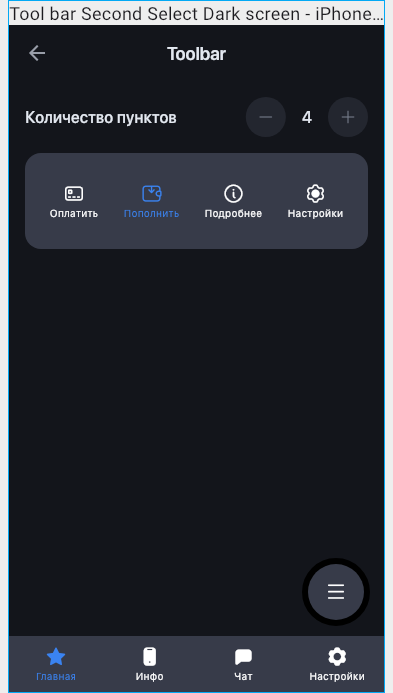 Tool bar Second Select Dark screen - iPhone...
Toolbar
Количество пунктов 4
Оплатить Пополнить Подробнее Настройки
Главная Инфо Чат Настройки